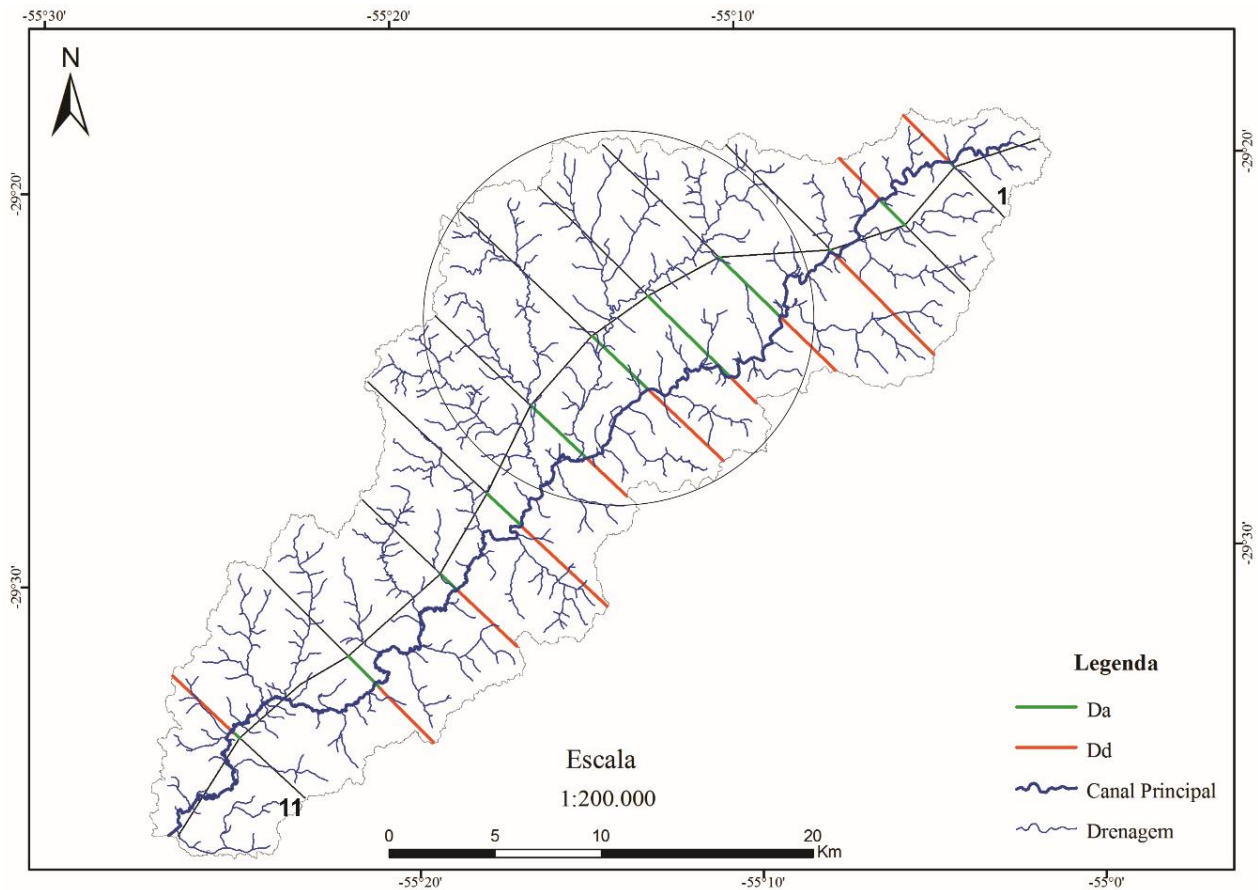 -55°30'
-55°20'
-55°10'
N
-29°20'
-29°20'
1
-29°30'
-29°30'
Legenda
Da
Dd
Canal Principal
Drenagem
Escala
1:200.000
11
0 5 10 20
Km
-55°20'
-55°10'
-55°0'